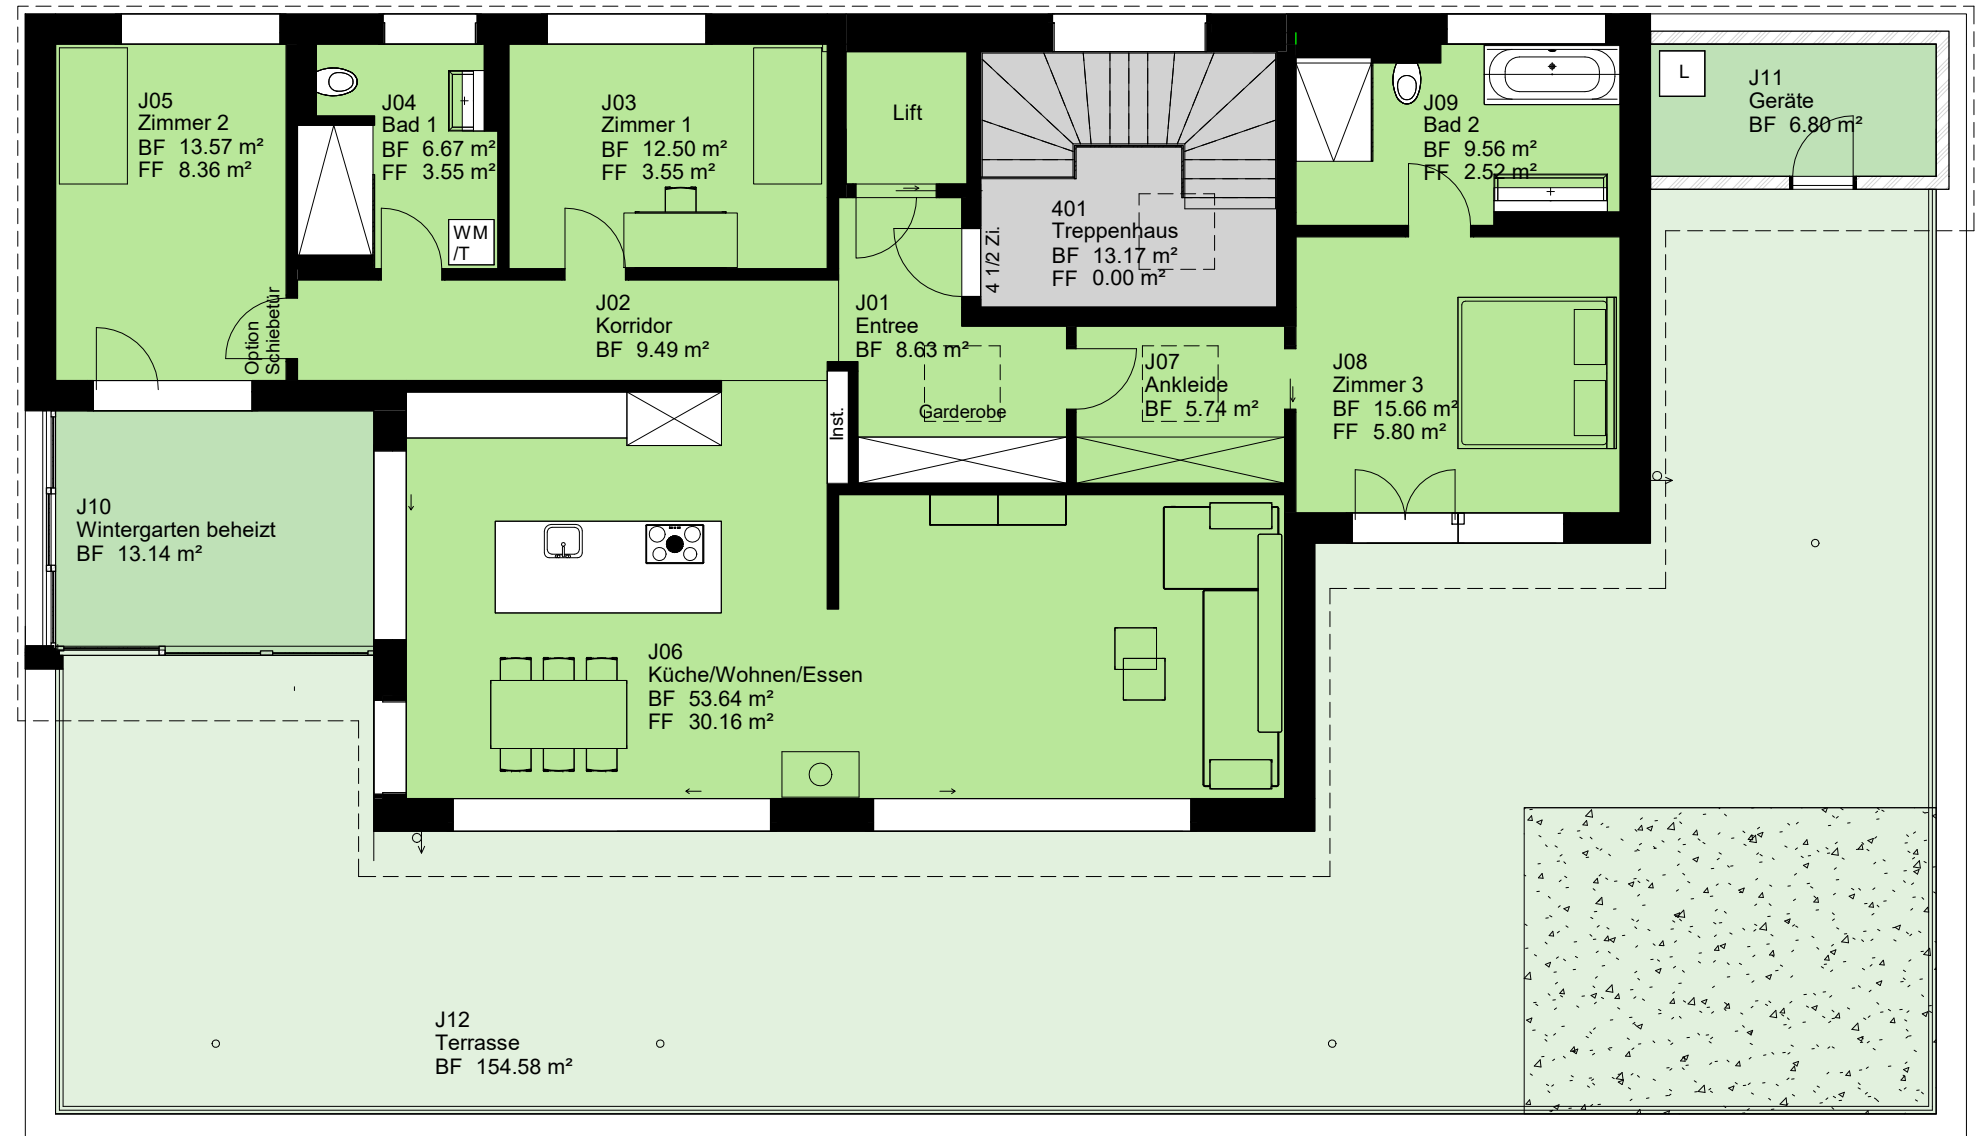 J05
Zimmer 2
BF 13.57 m²
FF 8.36 m²
J04
Bad 1
BF 6.67 m²
FF 3.55 m²
WM
/T
J03
Zimmer 1
BF 12.50 m²
FF 3.55 m²
Lift
401
Treppenhaus
BF 13.17 m²
FF 0.00 m²
4 1/2 Zi.
J09
Bad 2
BF 9.56 m²
FF 2.52 m²
L
J11
Geräte
BF 6.80 m²
Option
Schiebetür
J02
Korridor
BF 9.49 m²
J01
Entree
BF 8.63 m²
Garderobe
Inst.
J07
Ankleide
BF 5.74 m²
J08
Zimmer 3
BF 15.66 m²
FF 5.80 m²
J10
Wintergarten beheizt
BF 13.14 m²
J06
Küche/Wohnen/Essen
BF 53.64 m²
FF 30.16 m²
J12
Terrasse
BF 154.58 m²